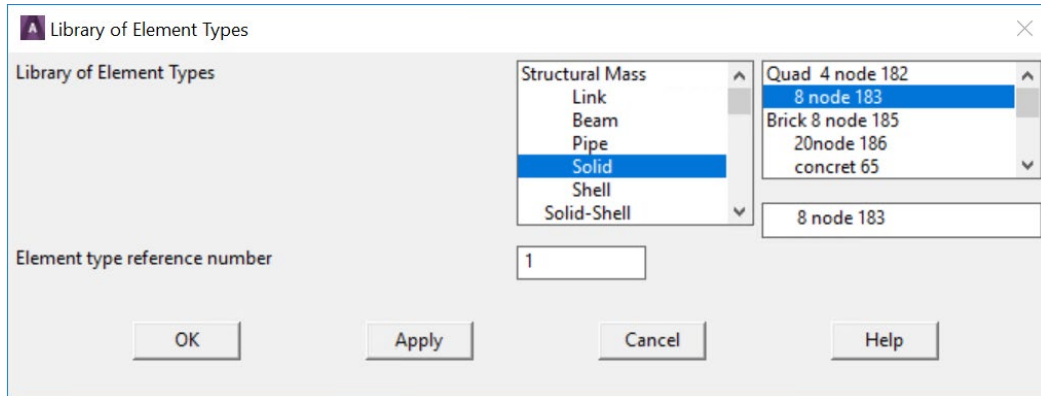 Library of Element Types
Library of Element Types
Structural Mass
Link
Beam
Pipe
Solid
Shell
Solid-Shell
Quad 4 node 182
8 node 183
Brick 8 node 185
20node 186
concret 65
8 node 183
Element type reference number
1
OK
Apply
Cancel
Help